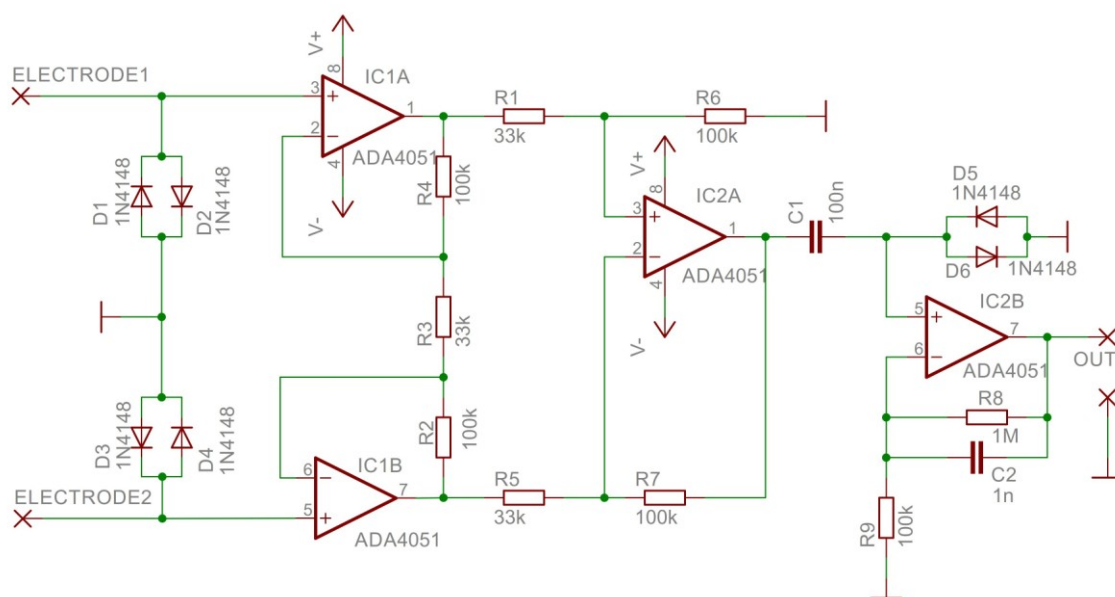 ELECTRODE1
V+
8
IC1A
3
+
1
2
−
4
ADA4051
V-
R1
33k
R6
100k
D1
1N4148
D2
1N4148
R4
100k
V+
8
IC2A
3
+
1
2
−
4
ADA4051
V-
C1
100n
D5
1N4148
D6
1N4148
R3
33k
IC2B
5
+
7
6
−
ADA4051
OUT
D3
1N4148
D4
1N4148
R2
100k
R8
1M
C2
1n
IC1B
6
−
7
5
+
ADA4051
R5
33k
R7
100k
ELECTRODE2
R9
100k